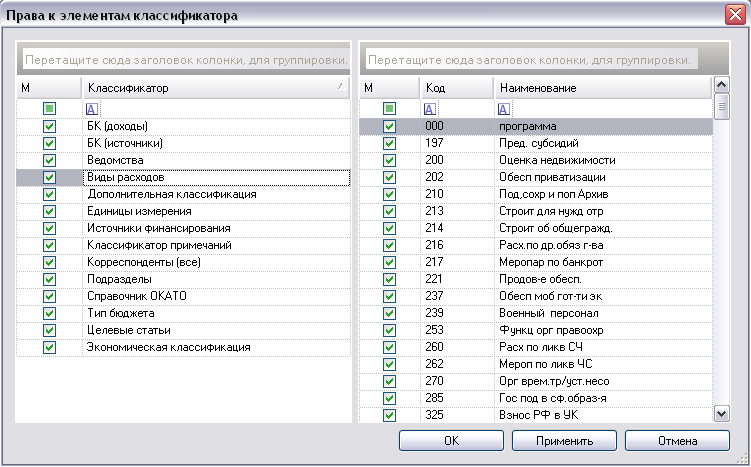 Права к элементам классификатора
Перетащите сюда заголовок колонки, для группировки.
М Классификатор
А
БК (доходы)
БК (источники)
Ведомства
Виды расходов
Дополнительная классификация
Единицы измерения
Источники финансирования
Классификатор примечаний
Корреспонденты (все)
Подразделы
Справочник ОКАТО
Тип бюджета
Целевые статьи
Экономическая классификация
Перетащите сюда заголовок колонки, для группировки.
М Код Наименование
А А
000 программа
197 Пред. субсидий
200 Оценка недвижимости
202 Обесп приватизации
210 Под,сохр и поп Архив
213 Строит для нужд отр
214 Строит об общегражд.
216 Расх.по др.обяз г-ва
217 Меропар по банкрот
221 Продов-е обесп.
237 Обесп моб гот-ти эк
239 Военный персонал
253 Функц орг правоохр
260 Расх по ликв СЧ
262 Мероп по ликв ЧС
270 Орг врем.тр/уст.несо
285 Гос под в сф.образ-я
325 Взнос РФ в УК
OK Применить Отмена